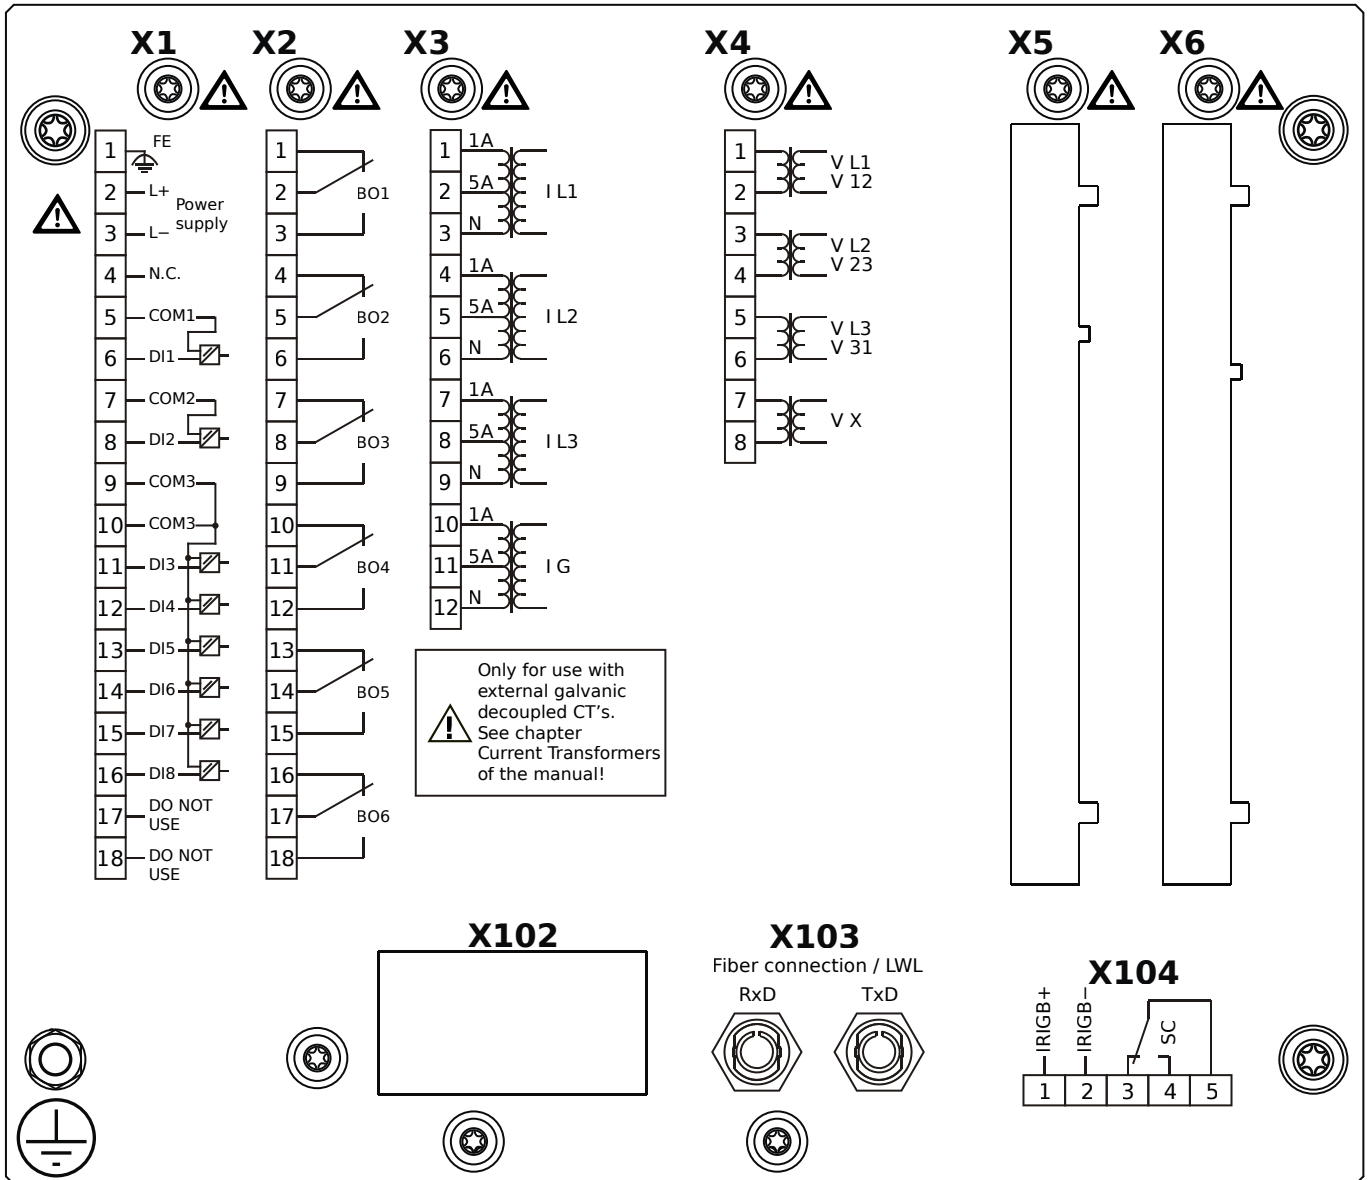 X1 X2 X3 X4 X5 X6
1 FE
2 L+
Power
supply
3 L−
4 N.C.
5 COM1
6 DI1
7 COM2
8 DI2
9 COM3
10 COM3
11 DI3
12 DI4
13 DI5
14 DI6
15 DI7
16 DI8
17 DO NOT
USE
18 DO NOT
USE
1
2 BO1
3
4
5 BO2
6
7
8 BO3
9
10
11 BO4
12
13
14 BO5
15
16
17 BO6
18
1 1A
2 5A I L1
3 N
4 1A
5 5A I L2
6 N
7 1A
8 5A I L3
9 N
10 1A
11 5A I G
12 N
Only for use with
external galvanic
decoupled CT's.
See chapter
Current Transformers
of the manual!
1 V L1
2 V 12
3 V L2
4 V 23
5 V L3
6 V 31
7 V X
8
X102
X103
Fiber connection / LWL
RxD TxD
X104
IRIGB+ IRIGB− SC
1 2 3 4 5